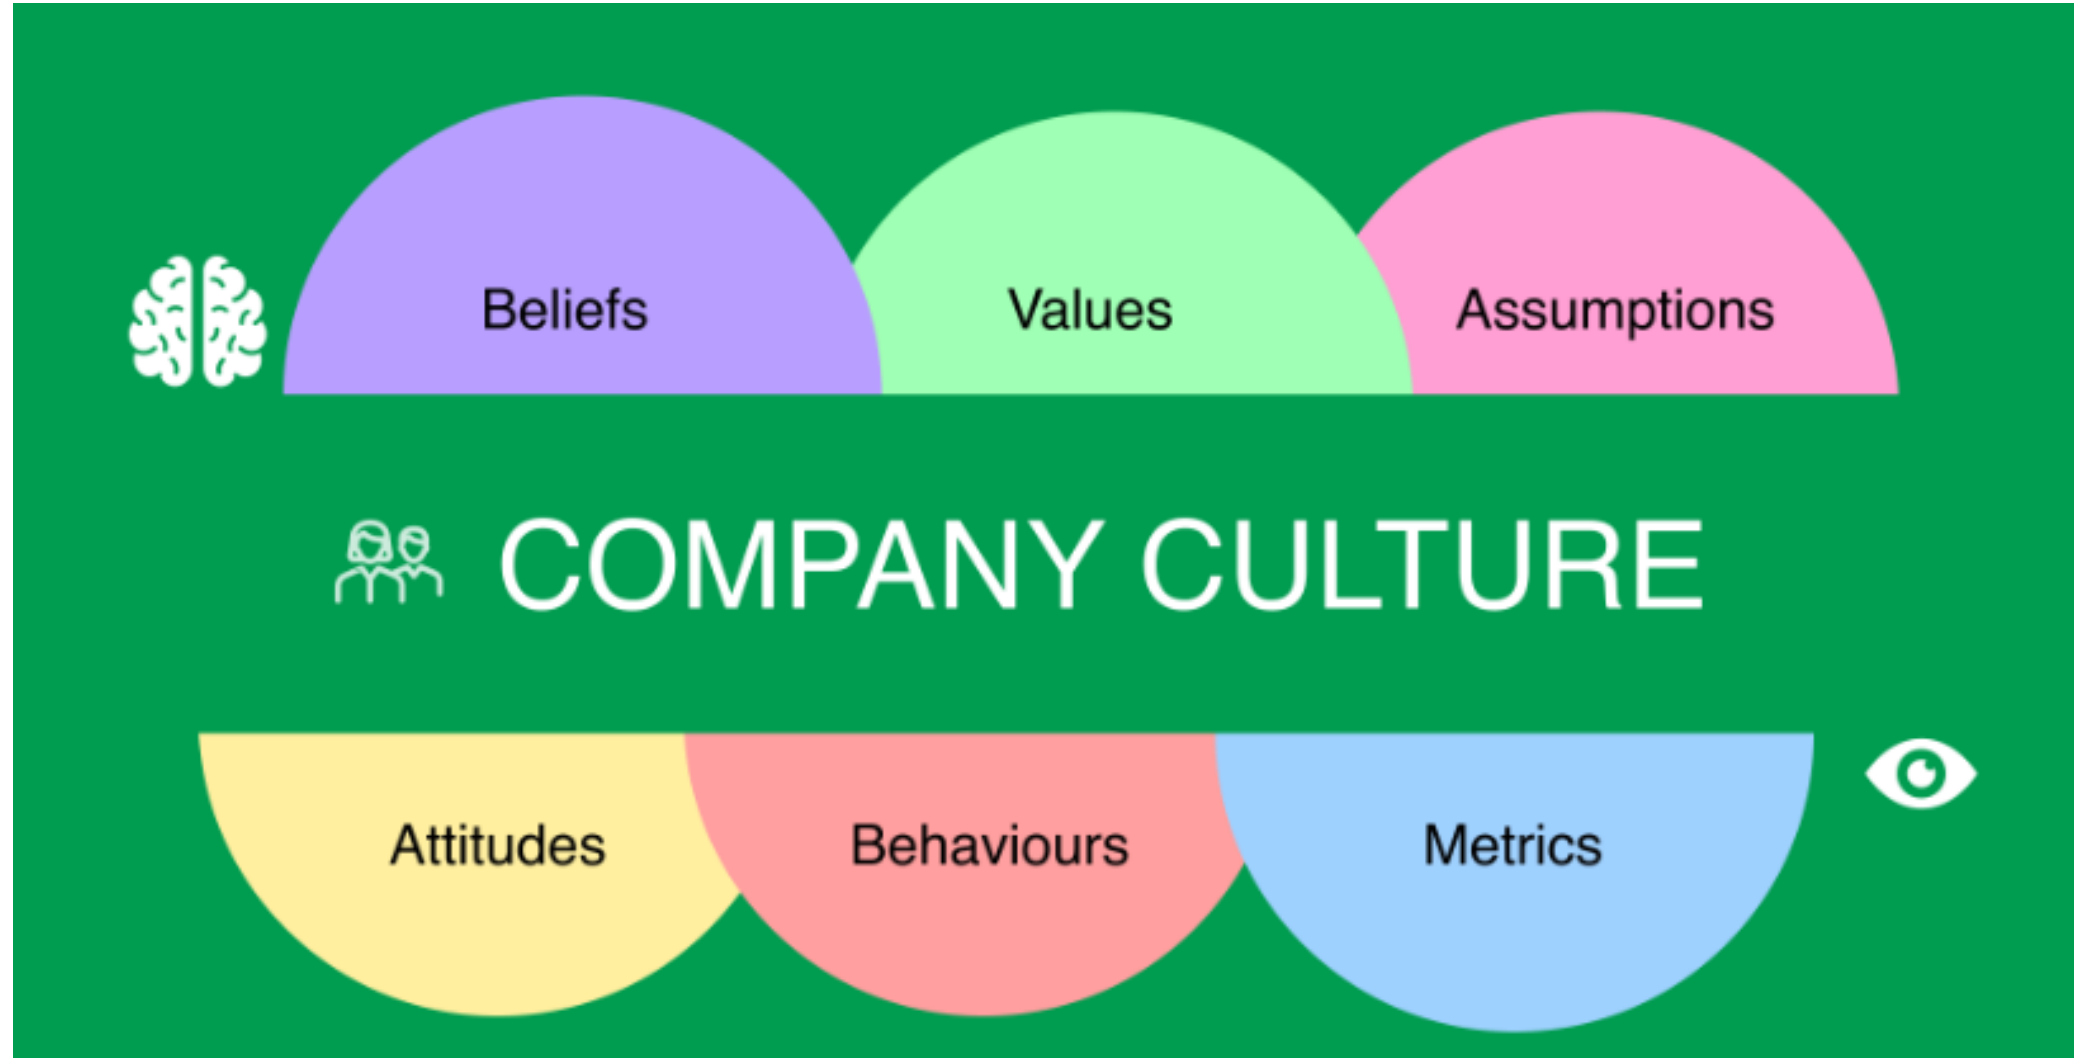 Beliefs Values Assumptions
COMPANY CULTURE
Attitudes Behaviours Metrics